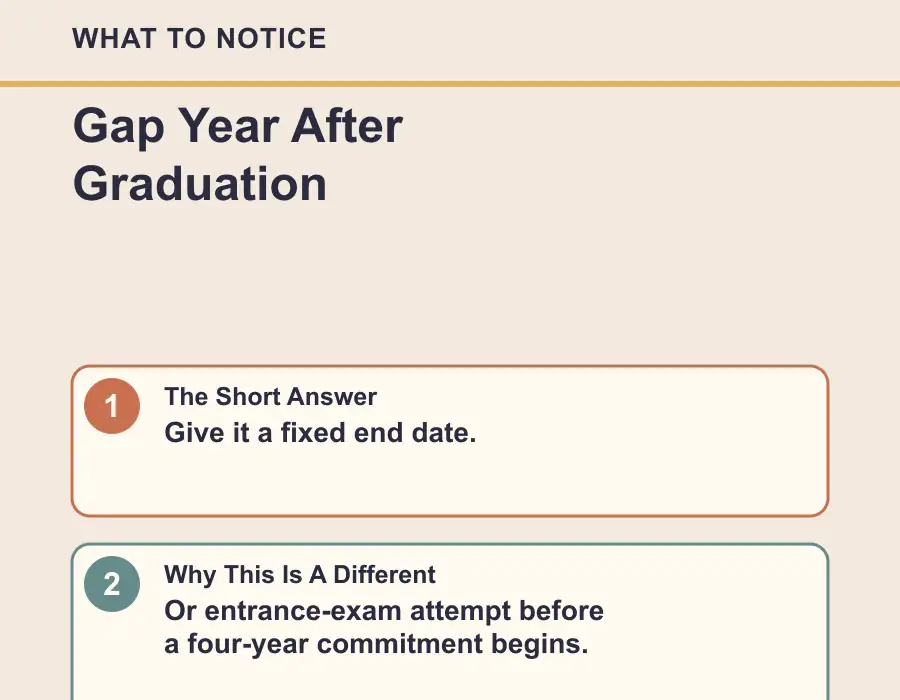 WHAT TO NOTICE
Gap Year After
Graduation
1
The Short Answer
Give it a fixed end date.
2
Why This Is A Different
Or entrance-exam attempt before
a four-year commitment begins.